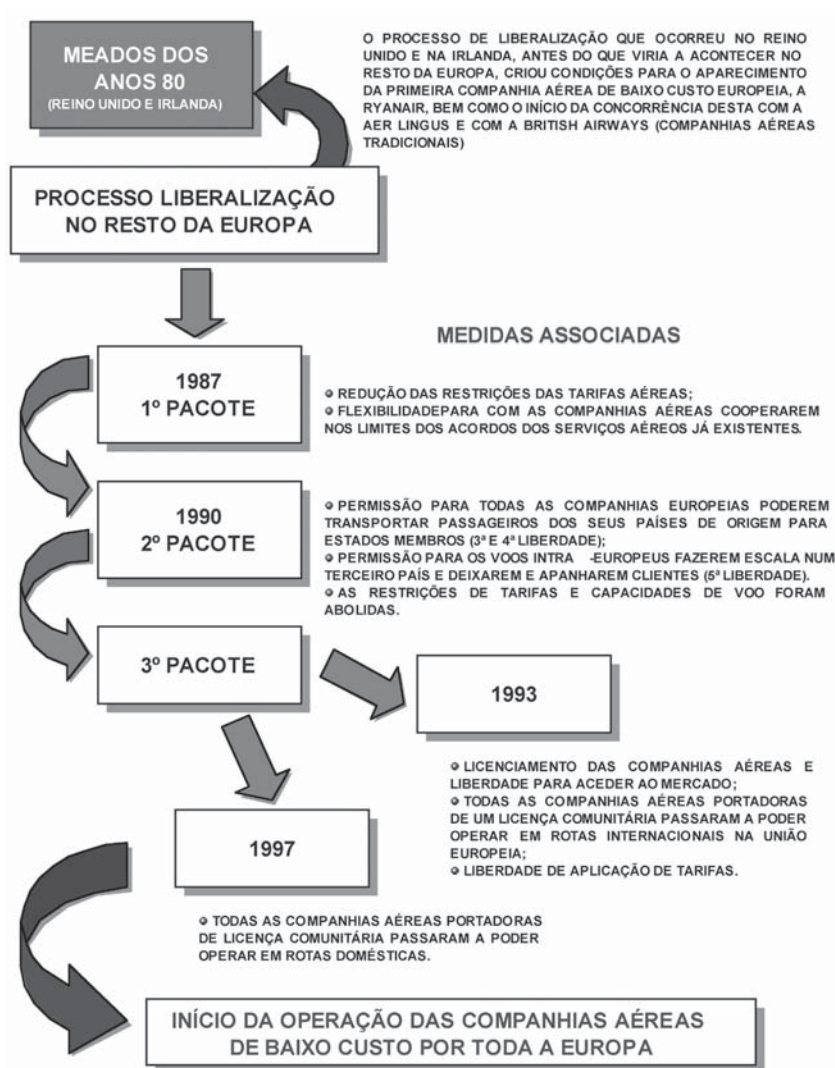 MEADOS DOS
ANOS 80
(REINO UNIDO E IRLANDA)
O PROCESSO DE LIBERALIZAÇÃO QUE OCORREU NO REINO
UNIDO E NA IRLANDA, ANTES DO QUE VIRIA A ACONTECER NO
RESTO DA EUROPA, CRIOU CONDIÇÕES PARA O APARECIMENTO
DA PRIMEIRA COMPANHIA AÉREA DE BAIXO CUSTO EUROPEIA, A
RYANAIR, BEM COMO O INÍCIO DA CONCORRÊNCIA DESTA COM A
AER LINGUS E COM A BRITISH AIRWAYS (COMPANHIAS AÉREAS
TRADICIONAIS)
PROCESSO LIBERALIZAÇÃO
NO RESTO DA EUROPA
MEDIDAS ASSOCIADAS
1987
1º PACOTE
REDUÇÃO DAS RESTRIÇÕES DAS TARIFAS AÉREAS;
FLEXIBILIDADEPARA COM AS COMPANHIAS AÉREAS COOPERAREM
NOS LIMITES DOS ACORDOS DOS SERVIÇOS AÉREOS JÁ EXISTENTES.
1990
2º PACOTE
PERMISSÃO PARA TODAS AS COMPANHIAS EUROPEIAS PODEREM
TRANSPORTAR PASSAGEIROS DOS SEUS PAÍSES DE ORIGEM PARA
ESTADOS MEMBROS (3ª E 4ª LIBERDADE);
PERMISSÃO PARA OS VOOS INTRA -EUROPEUS FAZEREM ESCALA NUM
TERCEIRO PAÍS E DEIXAREM E APANHAREM CLIENTES (5ª LIBERDADE).
AS RESTRIÇÕES DE TARIFAS E CAPACIDADES DE VOO FORAM
ABOLIDAS.
3º PACOTE
1993
LICENCIAMENTO DAS COMPANHIAS AÉREAS E
LIBERDADE PARA ACEDER AO MERCADO;
TODAS AS COMPANHIAS AÉREAS PORTADORAS
DE UM LICENÇA COMUNITÁRIA PASSARAM A PODER
OPERAR EM ROTAS INTERNACIONAIS NA UNIÃO
EUROPEIA;
LIBERDADE DE APLICAÇÃO DE TARIFAS.
1997
TODAS AS COMPANHIAS AÉREAS PORTADORAS
DE LICENÇA COMUNITÁRIA PASSARAM A PODER
OPERAR EM ROTAS DOMÉSTICAS.
INÍCIO DA OPERAÇÃO DAS COMPANHIAS AÉREAS
DE BAIXO CUSTO POR TODA A EUROPA